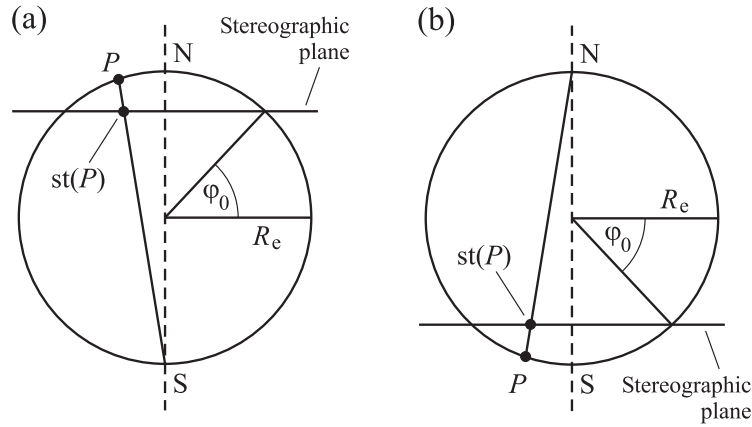 (a)
N
Stereographic
plane
P
st(P)
φ0
Re
S
(b)
N
Re
φ0
st(P)
P
S
Stereographic
plane